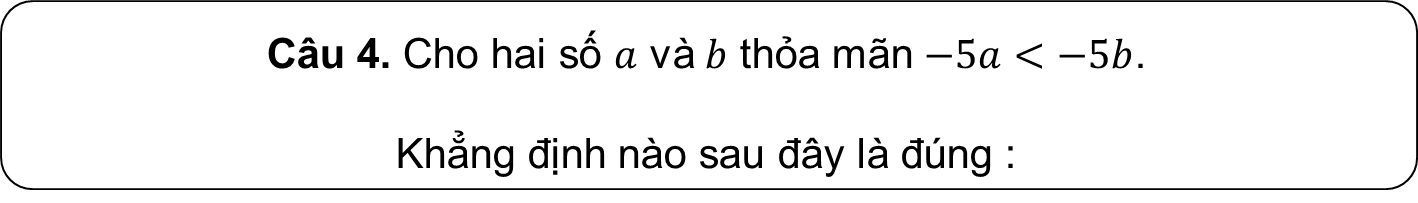 Câu 4. Cho hai số 𝑎 và 𝑏 thỏa mãn −5𝑎 < −5𝑏.
Khẳng định nào sau đây là đúng :